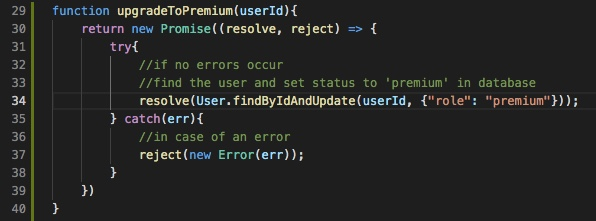 29 function upgradeToPremium(userId){
30     return new Promise((resolve, reject) => {
31         try{
32             //if no errors occur
33             //find the user and set status to 'premium' in database
34             resolve(User.findByIdAndUpdate(userId, {"role": "premium"}));
35         } catch(err){
36             //in case of an error
37             reject(new Error(err));
38         }
39     })
40 }